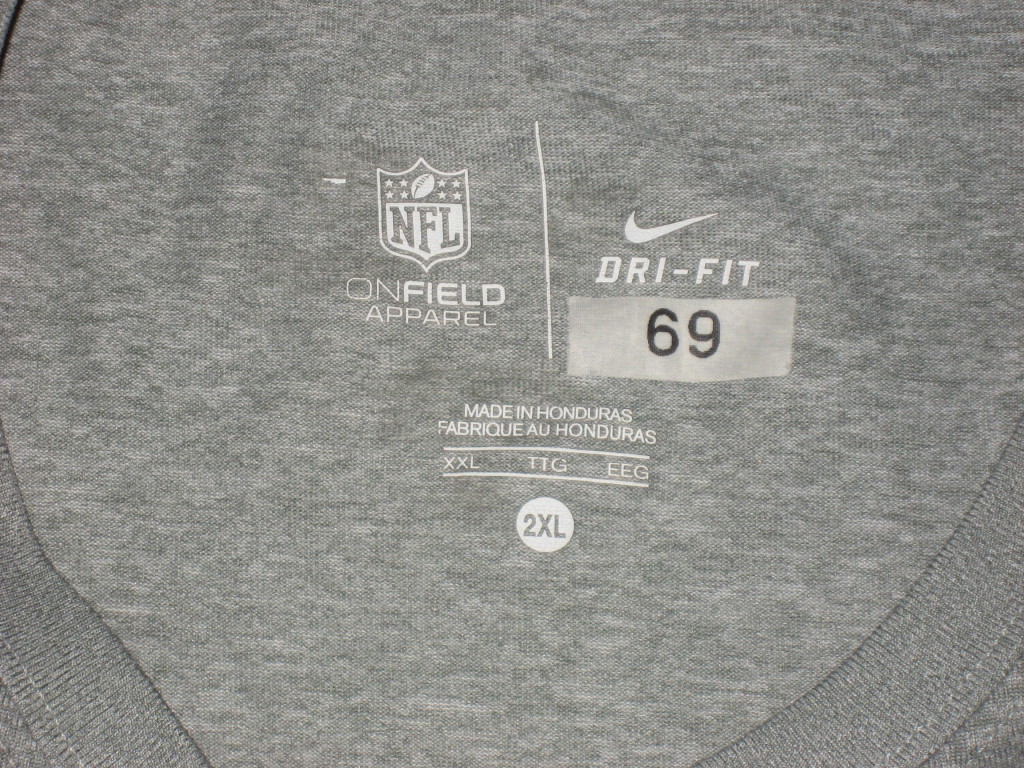 NFL
ONFIELD
APPAREL
DRI-FIT
69
MADE IN HONDURAS
FABRIQUE AU HONDURAS
XXL TTG EEG
2XL